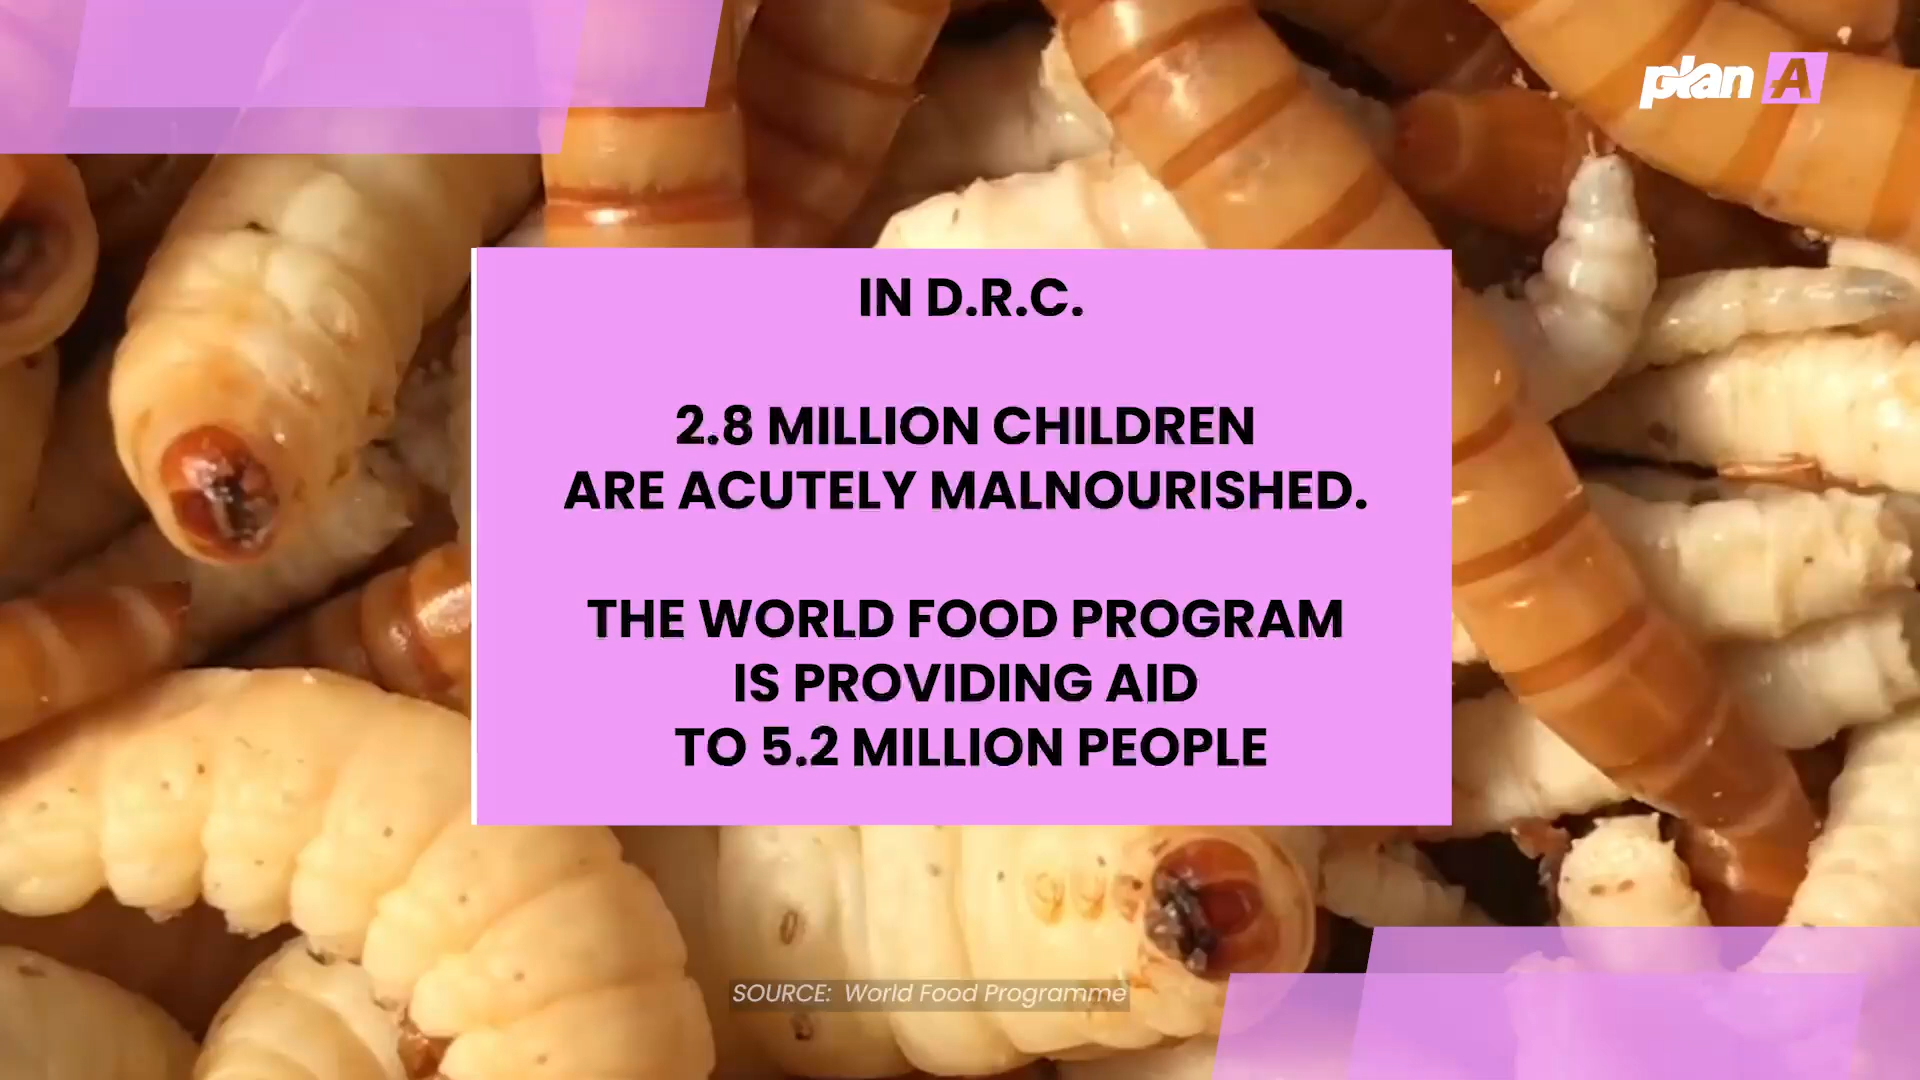 plan A
IN D.R.C.
2.8 MILLION CHILDREN
ARE ACUTELY MALNOURISHED.
THE WORLD FOOD PROGRAM
IS PROVIDING AID
TO 5.2 MILLION PEOPLE
SOURCE: World Food Programme